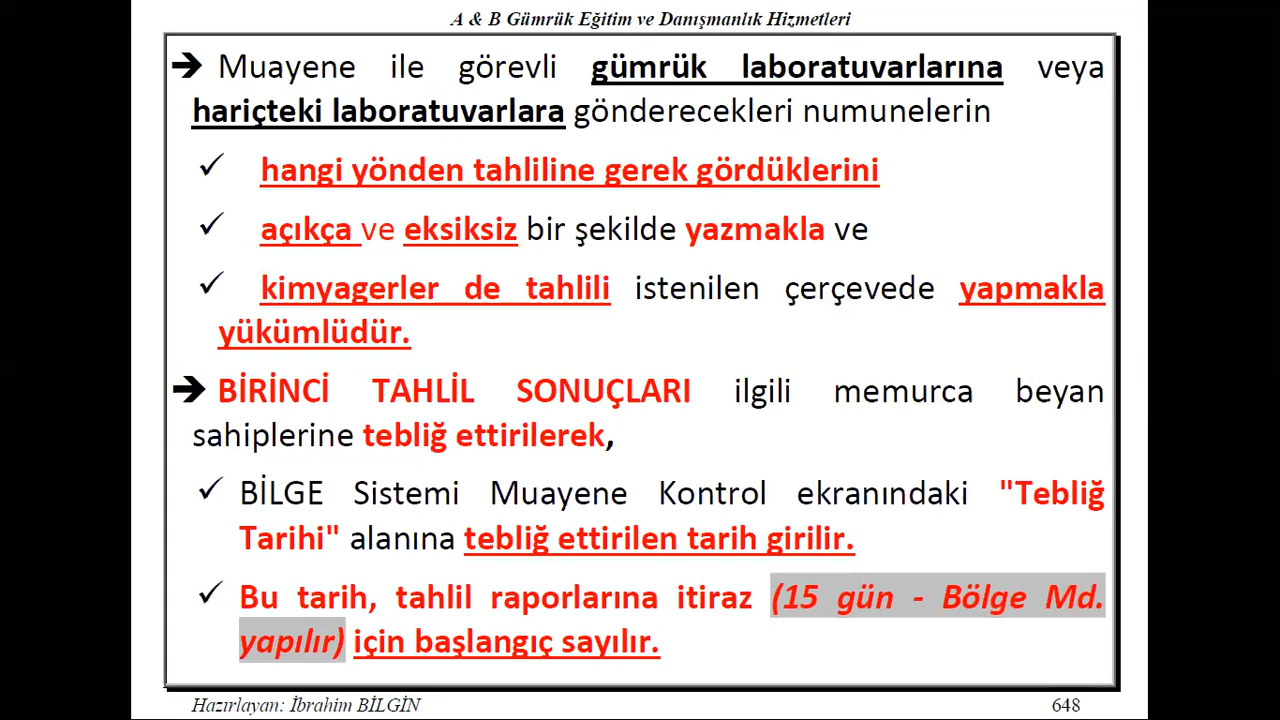 A & B Gümrük Eğitim ve Danışmanlık Hizmetleri
➔ Muayene ile görevli gümrük laboratuvarlarına veya
hariçteki laboratuvarlara gönderecekleri numunelerin
✓ hangi yönden tahliline gerek gördüklerini
✓ açıkça ve eksiksiz bir şekilde yazmakla ve
✓ kimyagerler de tahlili istenilen çerçevede yapmakla
yükümlüdür.
➔ BİRİNCİ TAHLİL SONUÇLARI ilgili memurca beyan
sahiplerine tebliğ ettirilerek,
✓ BİLGE Sistemi Muayene Kontrol ekranındaki "Tebliğ
Tarihi" alanına tebliğ ettirilen tarih girilir.
✓ Bu tarih, tahlil raporlarına itiraz (15 gün - Bölge Md.
yapılır) için başlangıç sayılır.
Hazırlayan: İbrahim BİLGİN 648